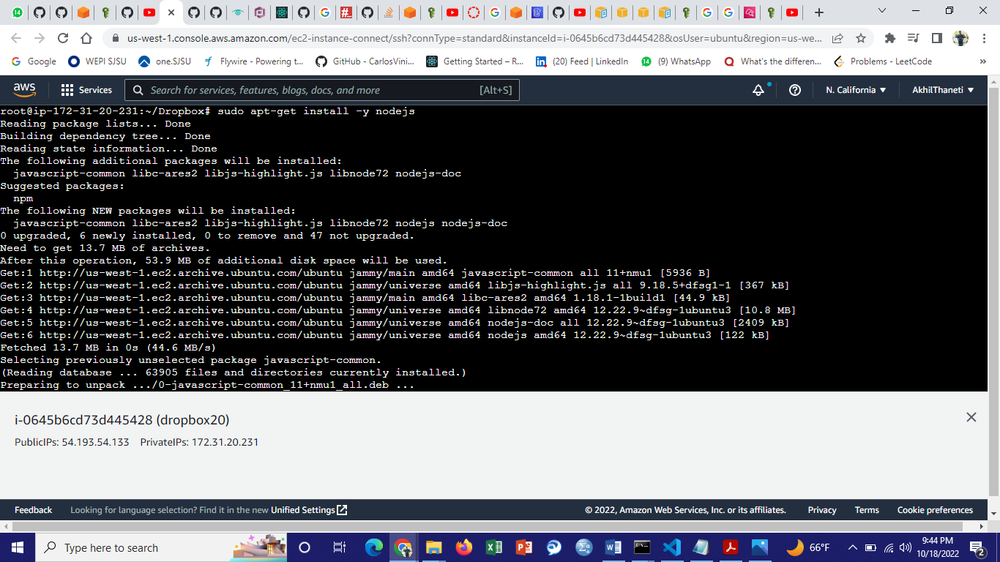 us-west-1.console.aws.amazon.com/ec2-instance-connect/ssh?connType=standard&instanceId=i-0645b6cd73d445428&osUser=ubuntu&region=us-we...
Google WEPI SJSU one.SJSU Flywire - Powering t... GitHub - CarlosVini... Getting Started – R... (20) Feed | LinkedIn (9) WhatsApp What's the differen... Problems - LeetCode »
aws Services Search for services, features, blogs, docs, and more [Alt+S] N. California AkhilThaneti
root@ip-172-31-20-231:~/Dropbox# sudo apt-get install -y nodejs
Reading package lists... Done
Building dependency tree... Done
Reading state information... Done
The following additional packages will be installed:
javascript-common libc-ares2 libjs-highlight.js libnode72 nodejs-doc
Suggested packages:
npm
The following NEW packages will be installed:
javascript-common libc-ares2 libjs-highlight.js libnode72 nodejs nodejs-doc
0 upgraded, 6 newly installed, 0 to remove and 47 not upgraded.
Need to get 13.7 MB of archives.
After this operation, 53.9 MB of additional disk space will be used.
Get:1 http://us-west-1.ec2.archive.ubuntu.com/ubuntu jammy/main amd64 javascript-common all 11+nmu1 [5936 B]
Get:2 http://us-west-1.ec2.archive.ubuntu.com/ubuntu jammy/universe amd64 libjs-highlight.js all 9.18.5+dfsg1-1 [367 kB]
Get:3 http://us-west-1.ec2.archive.ubuntu.com/ubuntu jammy/main amd64 libc-ares2 amd64 1.18.1-1build1 [44.9 kB]
Get:4 http://us-west-1.ec2.archive.ubuntu.com/ubuntu jammy/universe amd64 libnode72 amd64 12.22.9~dfsg-1ubuntu3 [10.8 MB]
Get:5 http://us-west-1.ec2.archive.ubuntu.com/ubuntu jammy/universe amd64 nodejs-doc all 12.22.9~dfsg-1ubuntu3 [2409 kB]
Get:6 http://us-west-1.ec2.archive.ubuntu.com/ubuntu jammy/universe amd64 nodejs amd64 12.22.9~dfsg-1ubuntu3 [122 kB]
Fetched 13.7 MB in 0s (44.6 MB/s)
Selecting previously unselected package javascript-common.
(Reading database ... 63905 files and directories currently installed.)
Preparing to unpack .../0-javascript-common_11+nmu1_all.deb ...
i-0645b6cd73d445428 (dropbox20)
PublicIPs: 54.193.54.133 PrivateIPs: 172.31.20.231
Feedback Looking for language selection? Find it in the new Unified Settings © 2022, Amazon Web Services, Inc. or its affiliates. Privacy Terms Cookie preferences
Type here to search 66°F 9:44 PM
10/18/2022 2